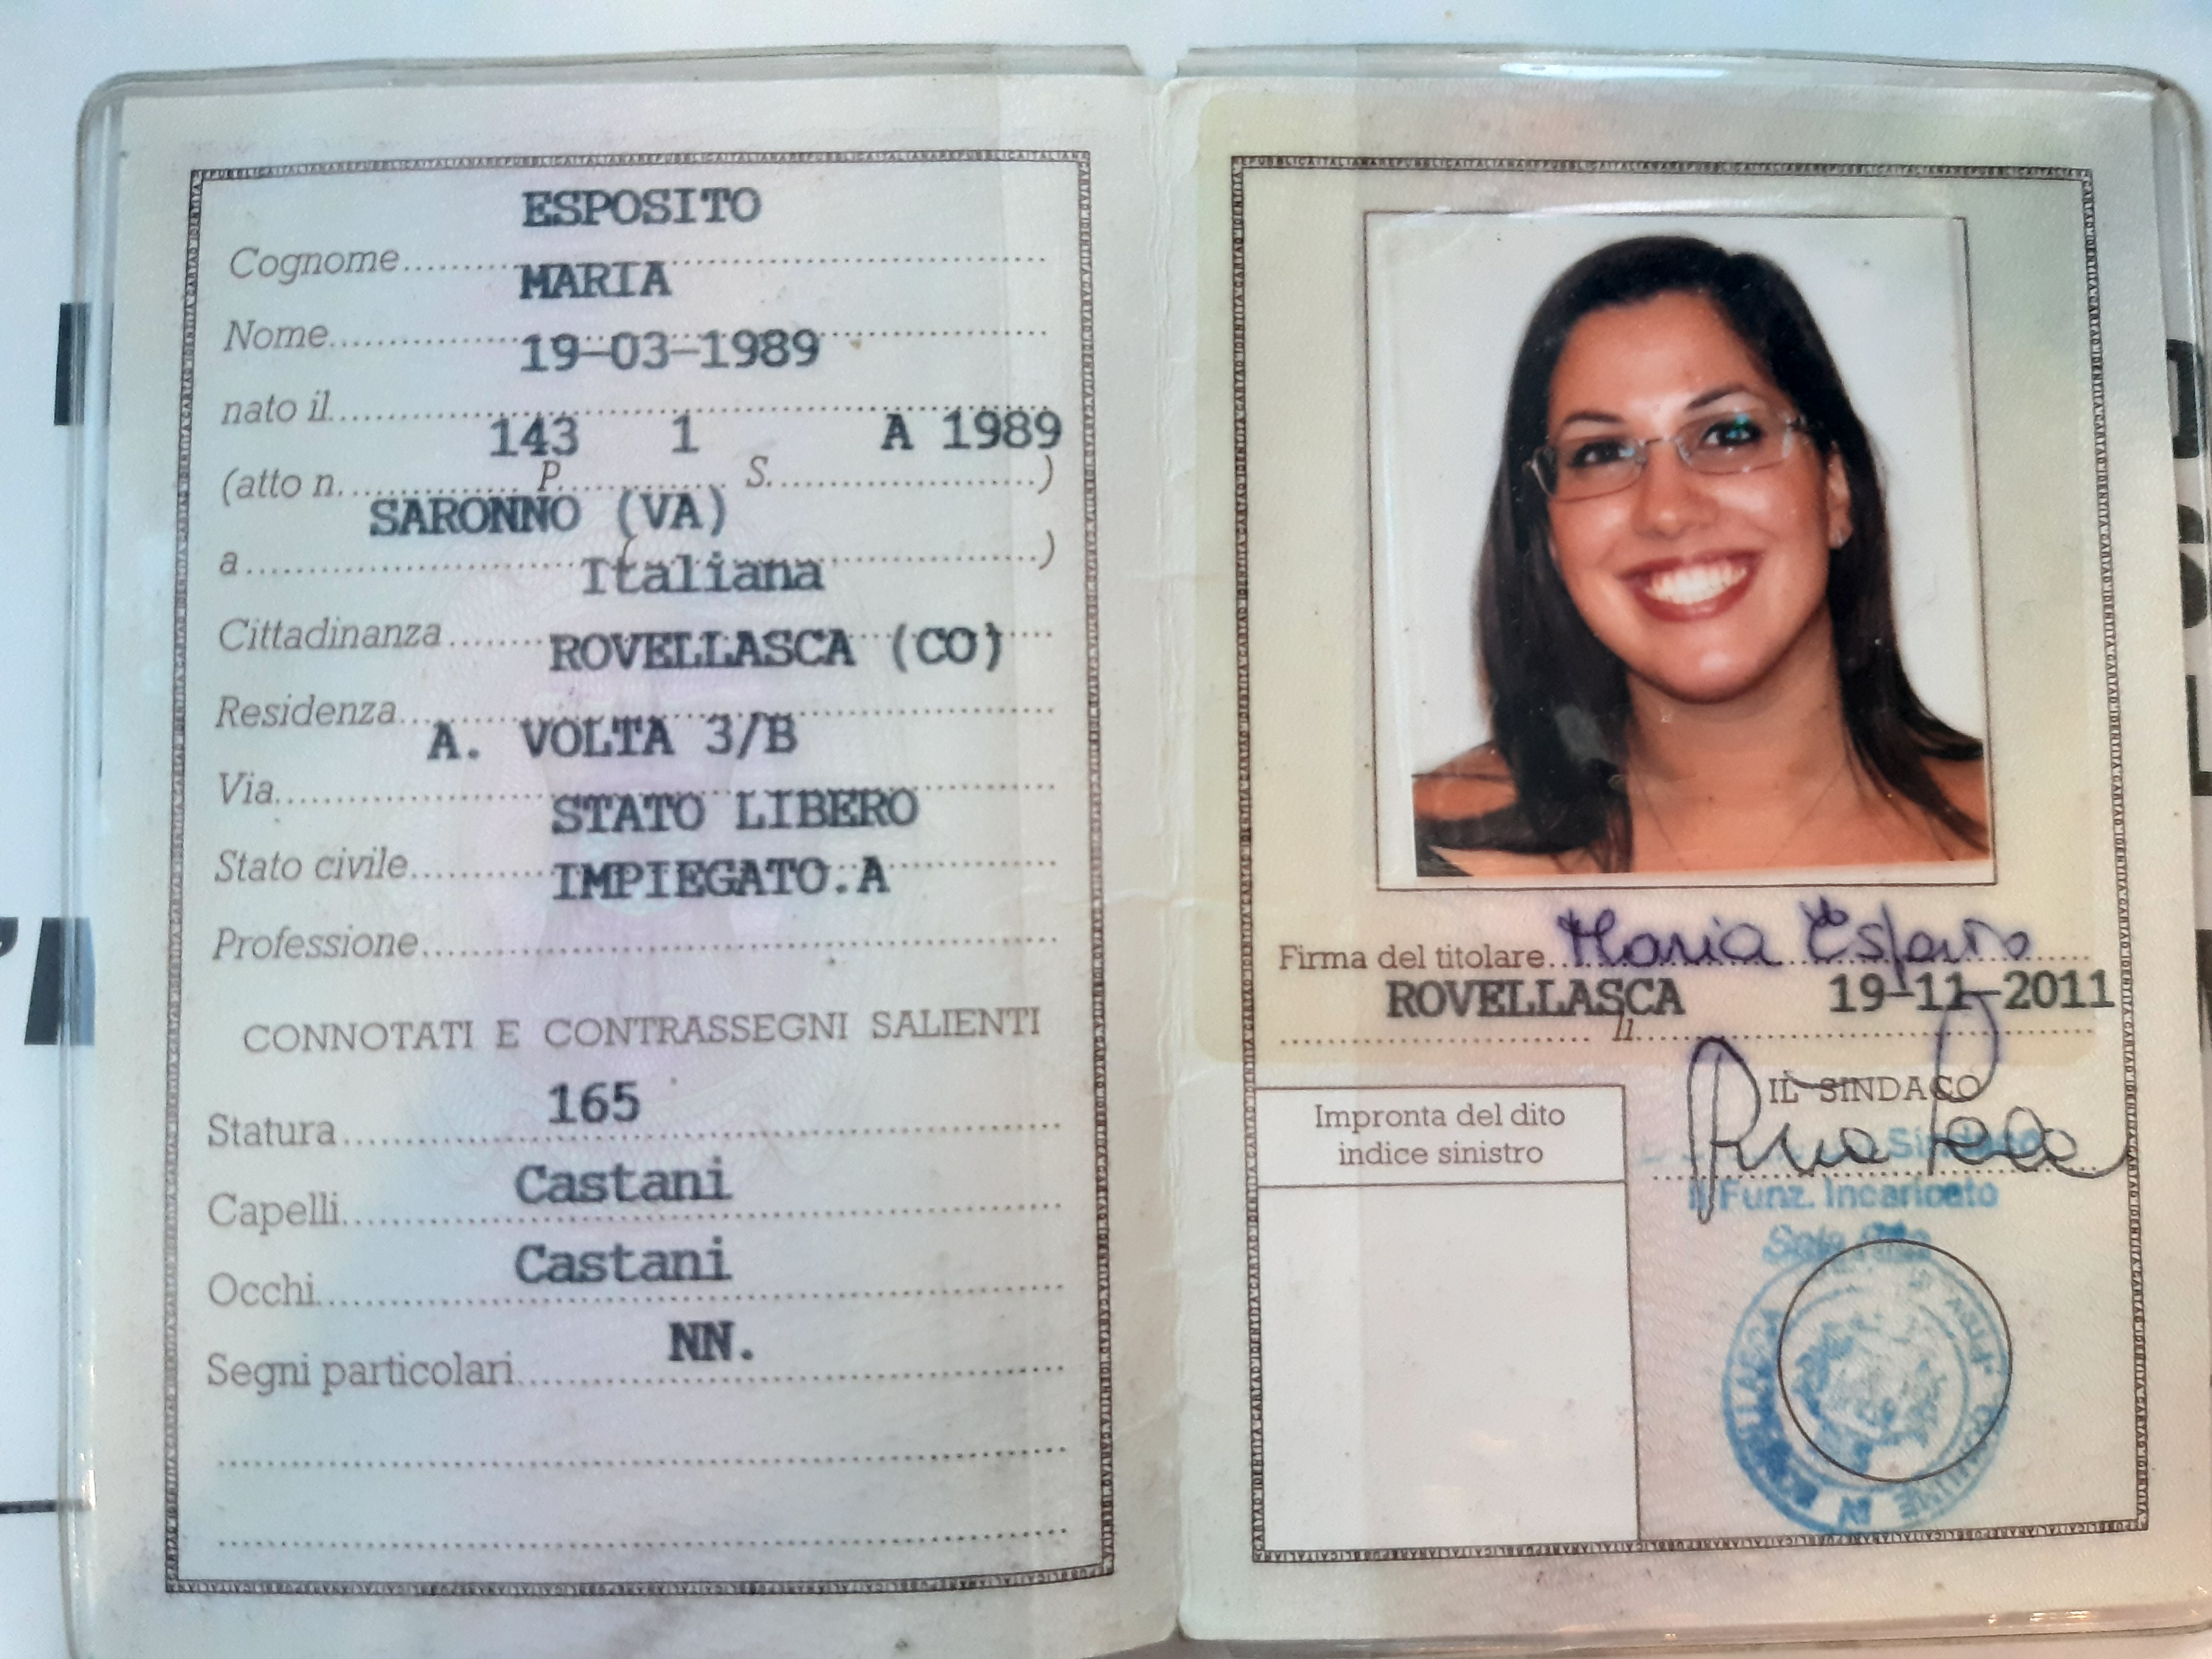 ESPOSITO
Cognome
MARIA
Nome
19-03-1989
nato il
143 1 A 1989
(atto n. P. S. )
SARONNO (VA)
a ( )
Italiana
Cittadinanza
ROVELLASCA (CO)
Residenza
A. VOLTA 3/B
Via
STATO LIBERO
Stato civile
IMPIEGATO.A
Professione
CONNOTATI E CONTRASSEGNI SALIENTI
165
Statura
Castani
Capelli
Castani
Occhi
NN.
Segni particolari
Firma del titolare Maria Esposito
ROVELLASCA 19-11-2011
li
IL SINDACO
Impronta del dito
indice sinistro
Sindaco
Il Funz. Incaricato
COMUNE DI ROVELLASCA